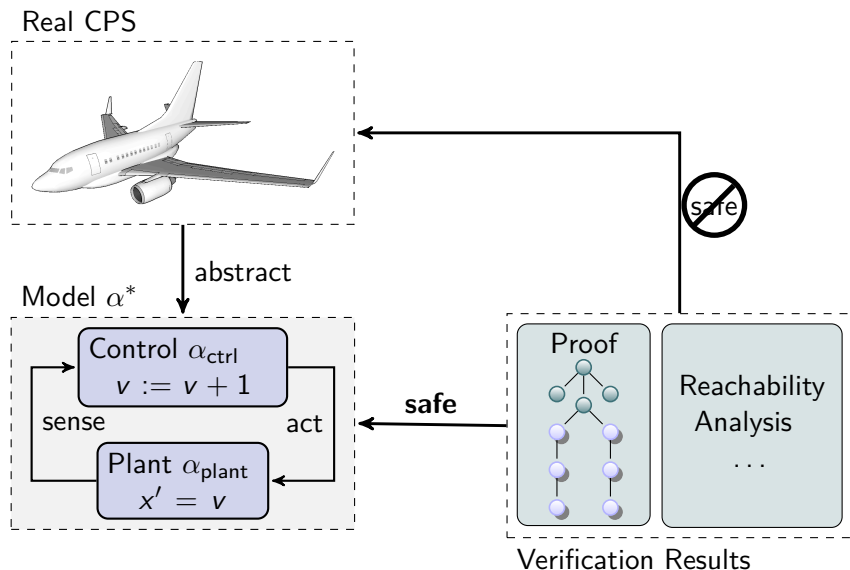 Real CPS
abstract
safe
Model α*
Control α_ctrl
v := v + 1
sense
act
Plant α_plant
x′ = v
safe
Proof
Reachability
Analysis
...
Verification Results